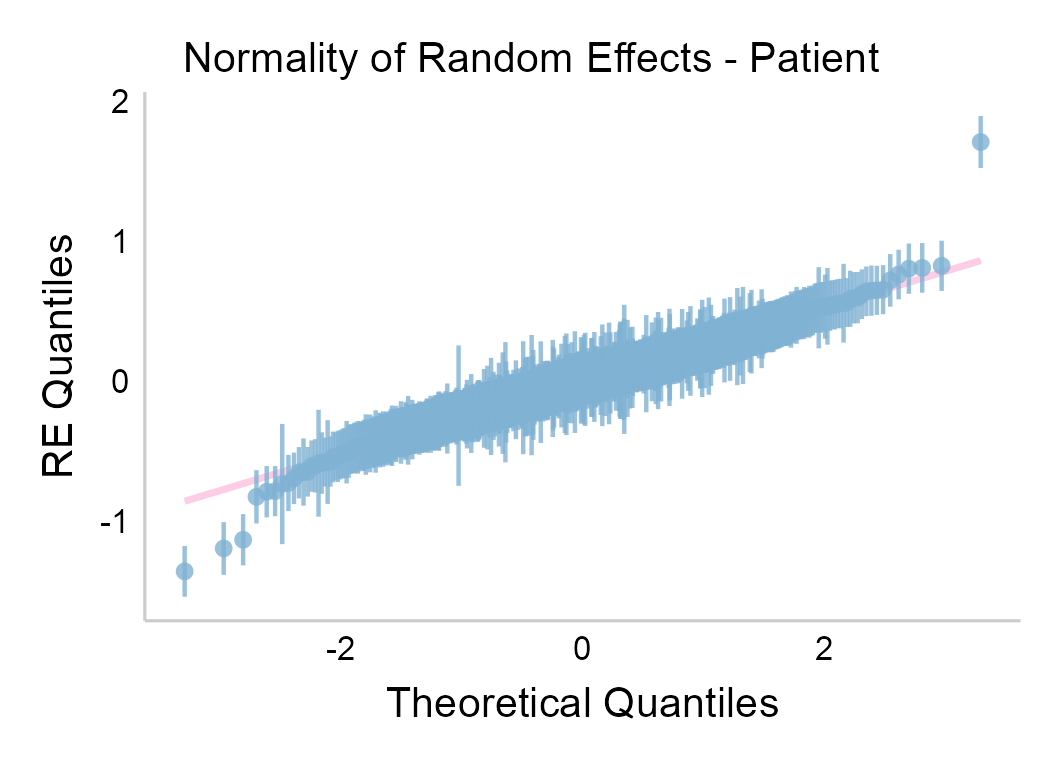 Normality of Random Effects - Patient
2
1
0
-1
RE Quantiles
-2 0 2
Theoretical Quantiles